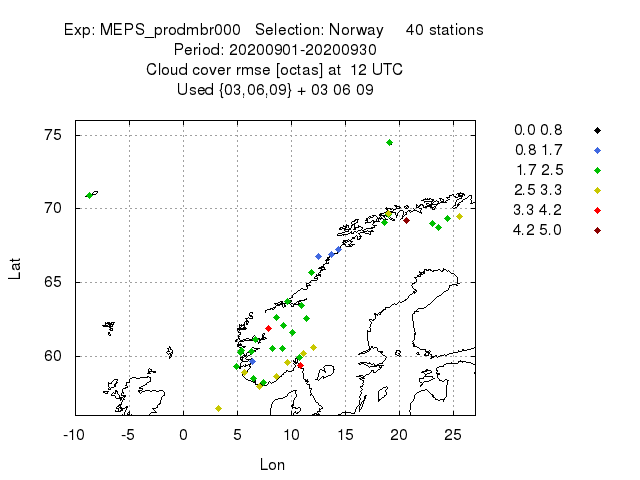 Exp: MEPS_prodmbr000 Selection: Norway 40 stations
Period: 20200901-20200930
Cloud cover rmse [octas] at 12 UTC
Used {03,06,09} + 03 06 09
75
70
65
60
Lat
-10 -5 0 5 10 15 20 25
Lon
0.0 0.8
0.8 1.7
1.7 2.5
2.5 3.3
3.3 4.2
4.2 5.0